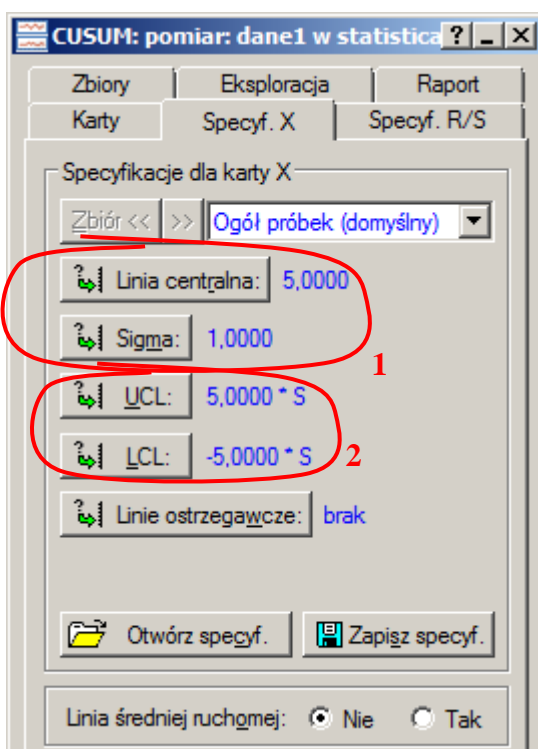 CUSUM: pomiar: dane1 w statistica
Zbiory Eksploracja Raport
Karty Specyf. X Specyf. R/S
Specyfikacje dla karty X
Zbiór << >> Ogół próbek (domyślny)
Linia centralna: 5,0000
Sigma: 1,0000
1
UCL: 5,0000 * S
LCL: -5,0000 * S 2
Linie ostrzegawcze: brak
Otwórz specyf. Zapisz specyf.
Linia średniej ruchomej: Nie Tak